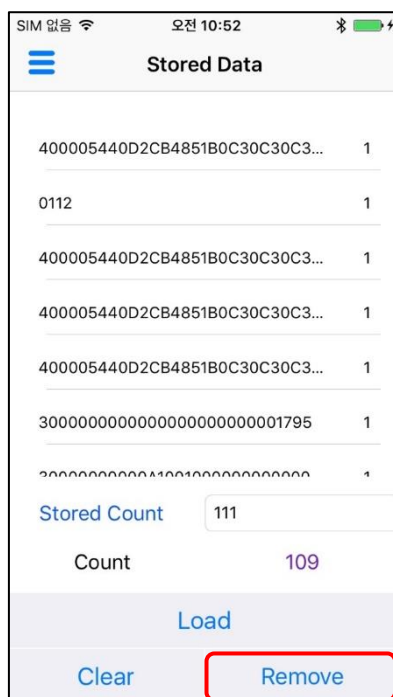 SIM 없음 오전 10:52
Stored Data
400005440D2CB4851B0C30C30C3... 1
0112 1
400005440D2CB4851B0C30C30C3... 1
400005440D2CB4851B0C30C30C3... 1
400005440D2CB4851B0C30C30C3... 1
300000000000000000000001795 1
Stored Count 111
Count 109
Load
Clear Remove